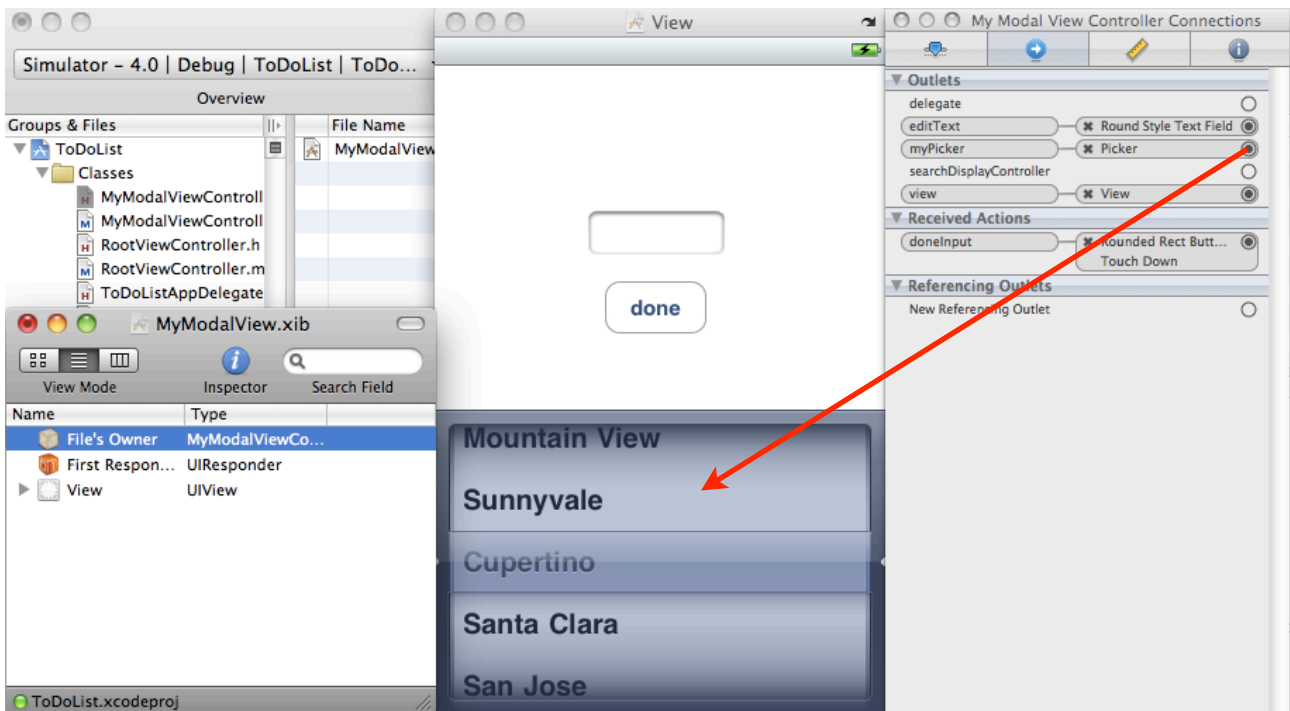 Simulator – 4.0 | Debug | ToDoList | ToDo...
Overview
Groups & Files
File Name
ToDoList
MyModalView
Classes
MyModalViewControll
MyModalViewControll
RootViewController.h
RootViewController.m
ToDoListAppDelegate
MyModalView.xib
View Mode
Inspector
Search Field
Name Type
File's Owner MyModalViewCo...
First Respon... UIResponder
View UIView
ToDoList.xcodeproj
View
done
Mountain View
Sunnyvale
Cupertino
Santa Clara
San Jose
My Modal View Controller Connections
Outlets
delegate
editText Round Style Text Field
myPicker Picker
searchDisplayController
view View
Received Actions
doneInput Rounded Rect Butt...
Touch Down
Referencing Outlets
New Referencing Outlet